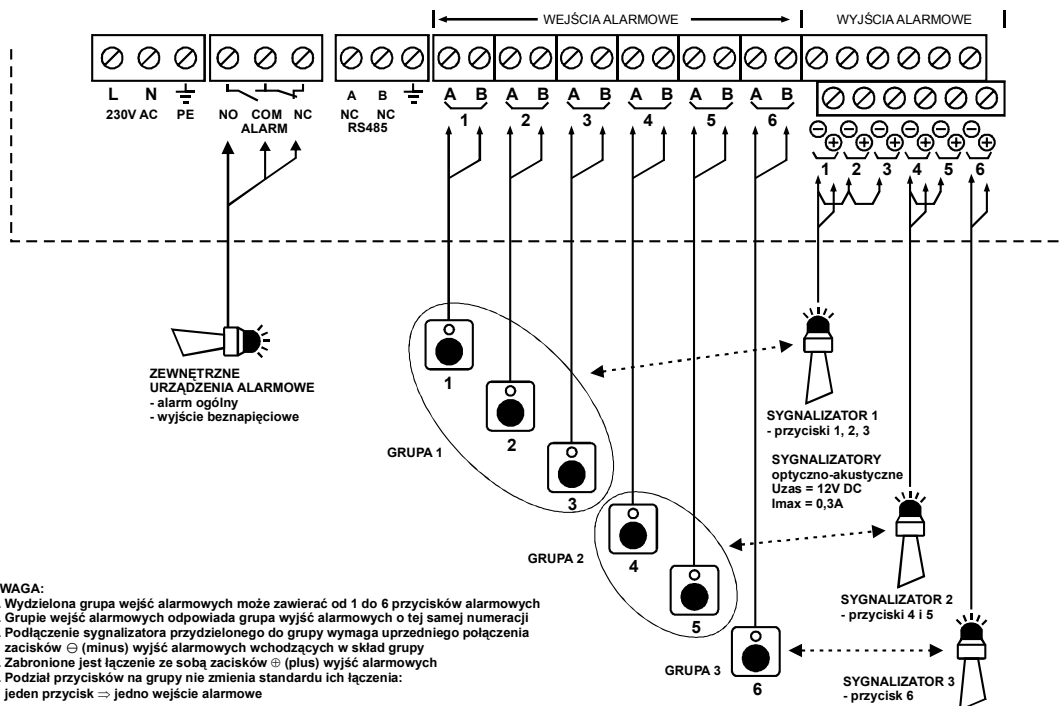 WEJŚCIA ALARMOWE
WYJŚCIA ALARMOWE
L N
230V AC PE
NO COM NC
ALARM
A B
NC NC
RS485
A B A B A B A B A B A B
1 2 3 4 5 6
⊖ ⊕ ⊖ ⊕ ⊖ ⊕
1 2 3 4 5 6
ZEWNĘTRZNE
URZĄDZENIA ALARMOWE
- alarm ogólny
- wyjście beznapięciowe
1
2
3
GRUPA 1
SYGNALIZATOR 1
- przyciski 1, 2, 3
SYGNALIZATORY
optyczno-akustyczne
Uzas = 12V DC
Imax = 0,3A
4
5
GRUPA 2
SYGNALIZATOR 2
- przyciski 4 i 5
GRUPA 3
6
SYGNALIZATOR 3
- przycisk 6
WAGA:
. Wydzielona grupa wejść alarmowych może zawierać od 1 do 6 przycisków alarmowych
. Grupie wejść alarmowych odpowiada grupa wyjść alarmowych o tej samej numeracji
. Podłączenie sygnalizatora przydzielonego do grupy wymaga uprzedniego połączenia
zacisków ⊖ (minus) wyjść alarmowych wchodzących w skład grupy
. Zabronione jest łączenie ze sobą zacisków ⊕ (plus) wyjść alarmowych
. Podział przycisków na grupy nie zmienia standardu ich łączenia:
jeden przycisk ⇒ jedno wejście alarmowe